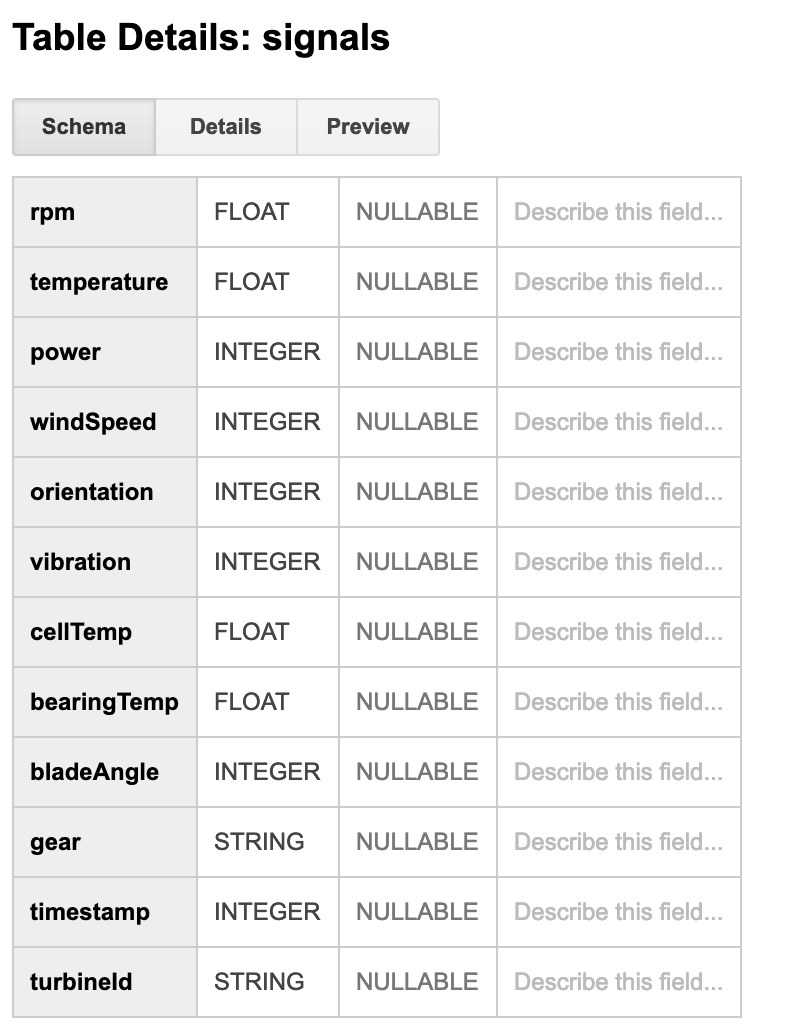 Table Details: signals
Schema Details Preview
rpm FLOAT NULLABLE Describe this field...
temperature FLOAT NULLABLE Describe this field...
power INTEGER NULLABLE Describe this field...
windSpeed INTEGER NULLABLE Describe this field...
orientation INTEGER NULLABLE Describe this field...
vibration INTEGER NULLABLE Describe this field...
cellTemp FLOAT NULLABLE Describe this field...
bearingTemp FLOAT NULLABLE Describe this field...
bladeAngle INTEGER NULLABLE Describe this field...
gear STRING NULLABLE Describe this field...
timestamp INTEGER NULLABLE Describe this field...
turbineId STRING NULLABLE Describe this field...